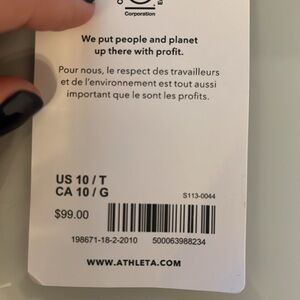 Corporation
We put people and planet
up there with profit.
Pour nous, le respect des travailleurs
et de l'environnement est tout aussi
important que le sont les profits.
US 10 / T
CA 10 / G
S113-0044
$99.00
198671-18-2-2010 500063988234
WWW.ATHLETA.COM